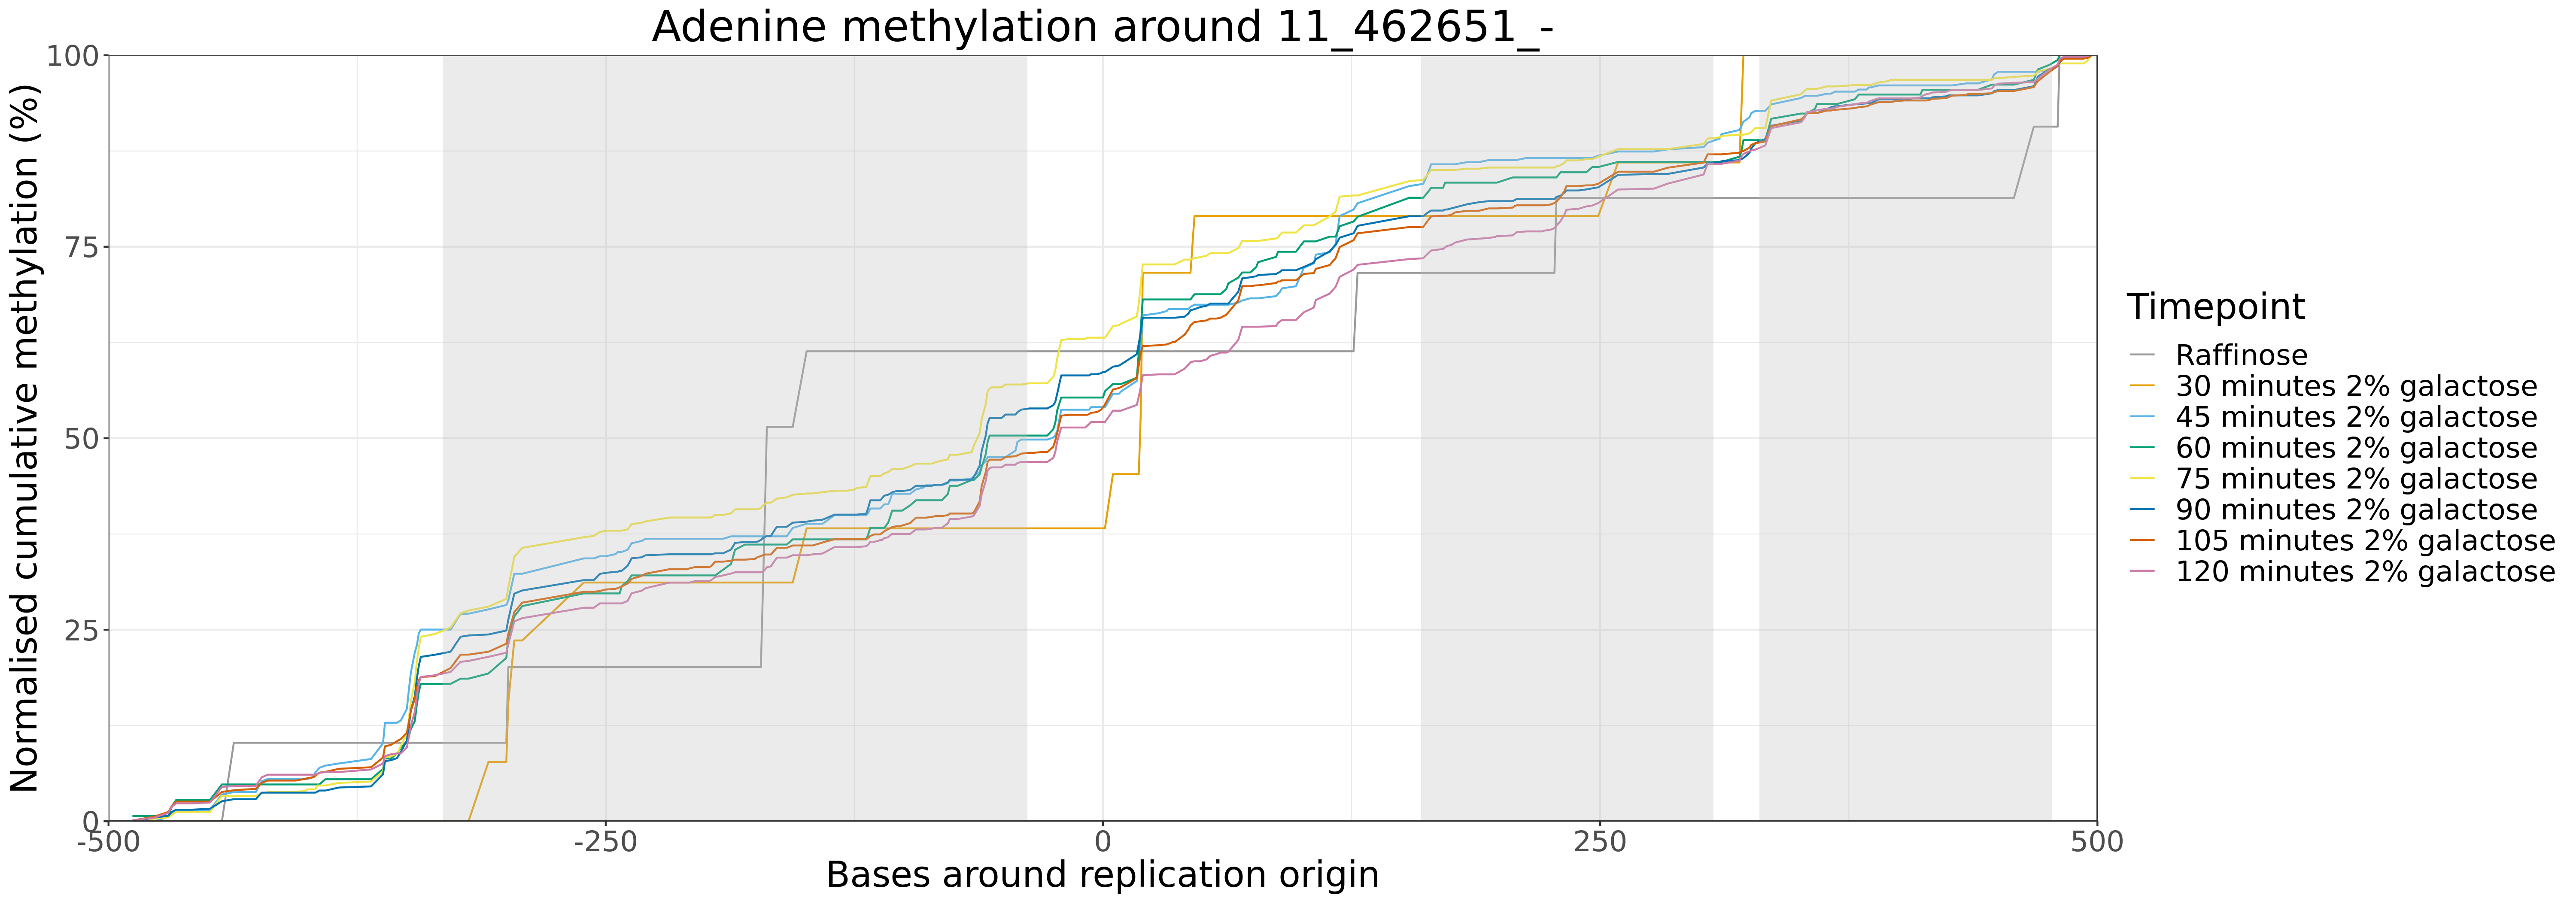 Adenine methylation around 11_462651_-
Normalised cumulative methylation (%)
100
75
50
25
0
-500
-250
0
250
500
Bases around replication origin
Timepoint
Raffinose
30 minutes 2% galactose
45 minutes 2% galactose
60 minutes 2% galactose
75 minutes 2% galactose
90 minutes 2% galactose
105 minutes 2% galactose
120 minutes 2% galactose